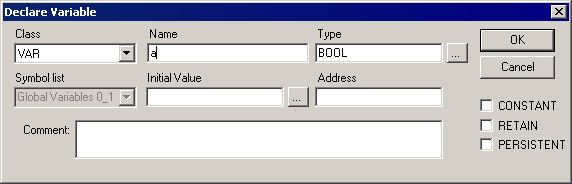 Declare Variable
Class Name Type
VAR a BOOL ... OK
Cancel
Symbol list Initial Value Address
Global Variables 0_1 ...
CONSTANT
RETAIN
Comment: PERSISTENT